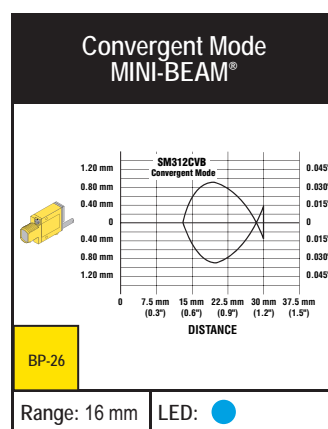 Convergent Mode
MINI-BEAM®
SM312CVB
Convergent Mode
1.20 mm
0.80 mm
0.40 mm
0
0.40 mm
0.80 mm
1.20 mm
0.045"
0.030"
0.015"
0
0.015"
0.030"
0.045"
0 7.5 mm 15 mm 22.5 mm 30 mm 37.5 mm
(0.3") (0.6") (0.9") (1.2") (1.5")
DISTANCE
BP-26
Range: 16 mm LED: